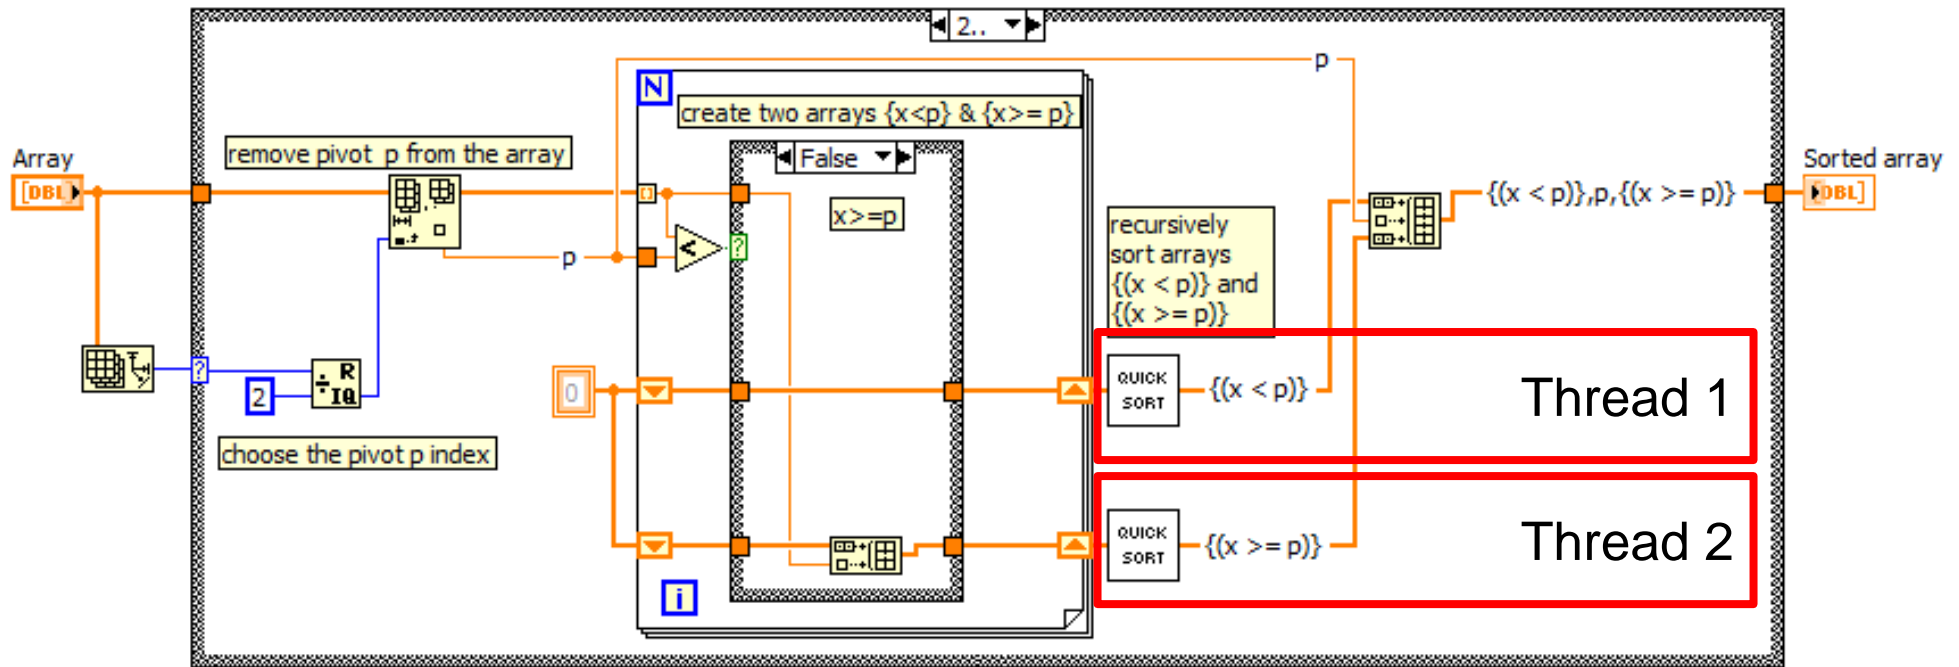 2..
p
N
create two arrays {x<p} & {x>= p}
Array
remove pivot p from the array
False
Sorted array
[DBL]
x>=p
{(x < p)},p,{(x >= p)}
DBL]
recursively
sort arrays
{(x < p)} and
{(x >= p)}
<
?
p
?
R
IQ
2
0
QUICK
SORT
{(x < p)}
Thread 1
choose the pivot p index
QUICK
SORT
{(x >= p)}
Thread 2
i